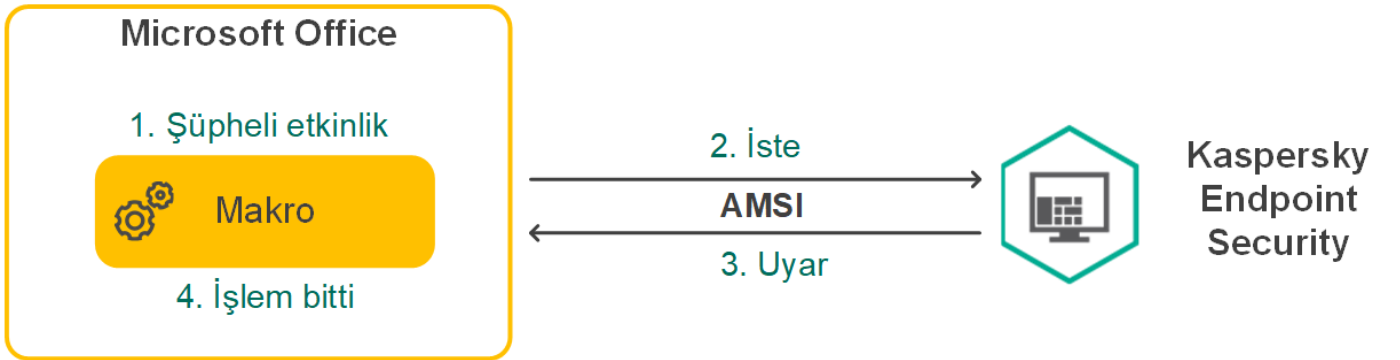 Microsoft Office
1. Şüpheli etkinlik
Makro
4. İşlem bitti
2. İste
AMSI
3. Uyar
Kaspersky
Endpoint
Security